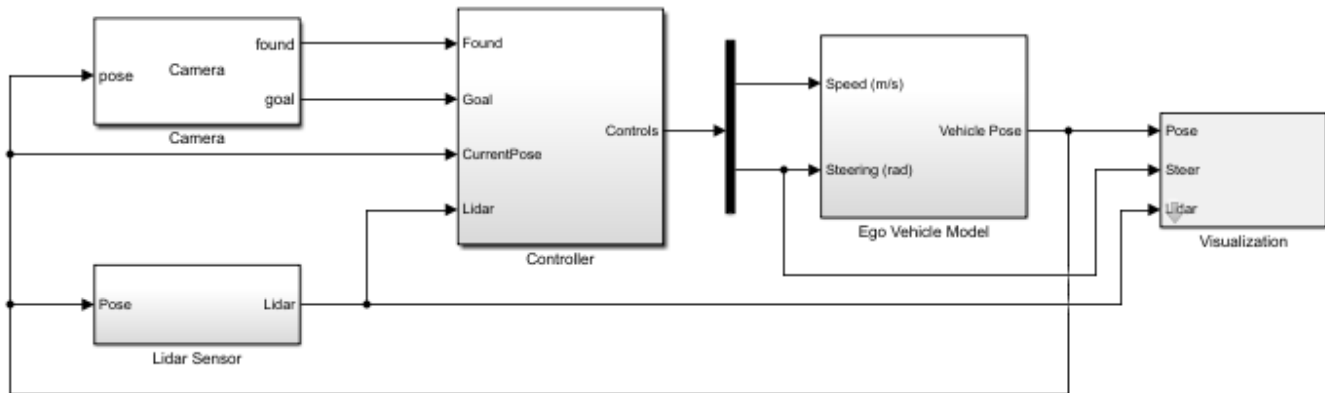 pose
Camera
found
goal
Camera
Found
Goal
CurrentPose
Lidar
Controls
Controller
Speed (m/s)
Steering (rad)
Vehicle Pose
Ego Vehicle Model
Pose
Steer
Lidar
Visualization
Pose
Lidar
Lidar Sensor